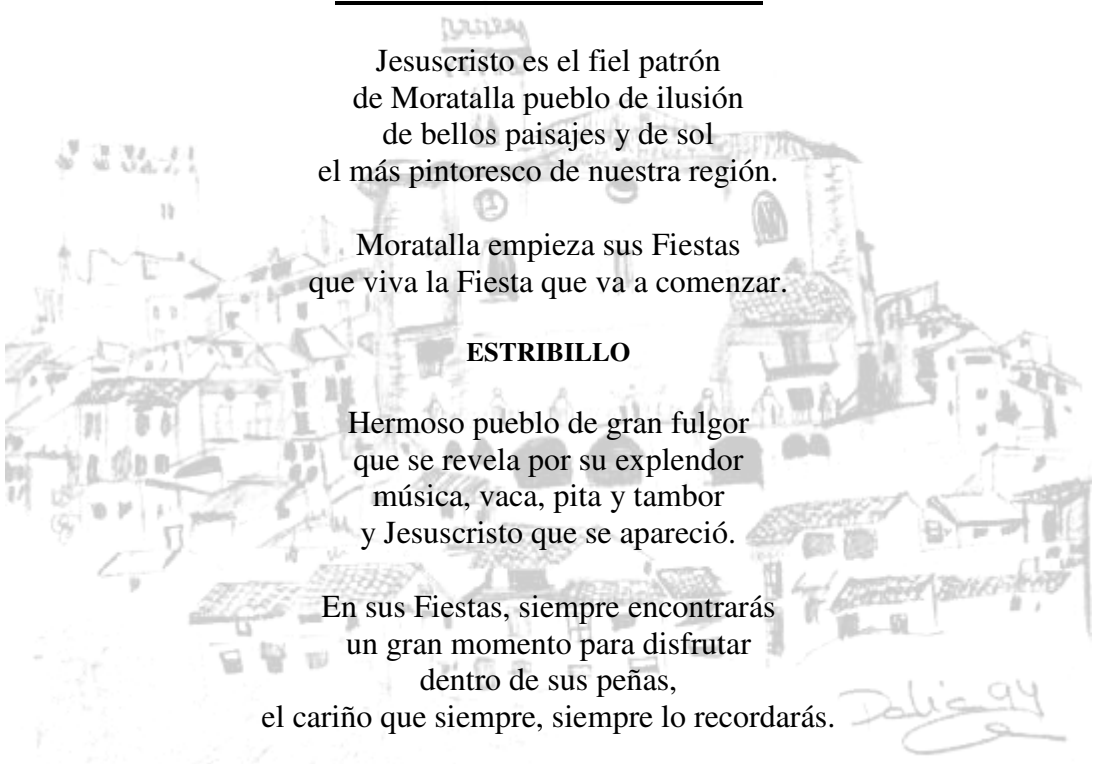 Jesuscristo es el fiel patrón
de Moratalla pueblo de ilusión
de bellos paisajes y de sol
el más pintoresco de nuestra región.
Moratalla empieza sus Fiestas
que viva la Fiesta que va a comenzar.
ESTRIBILLO
Hermoso pueblo de gran fulgor
que se revela por su explendor
música, vaca, pita y tambor
y Jesuscristo que se apareció.
En sus Fiestas, siempre encontrarás
un gran momento para disfrutar
dentro de sus peñas,
el cariño que siempre, siempre lo recordarás.
Dalia 94